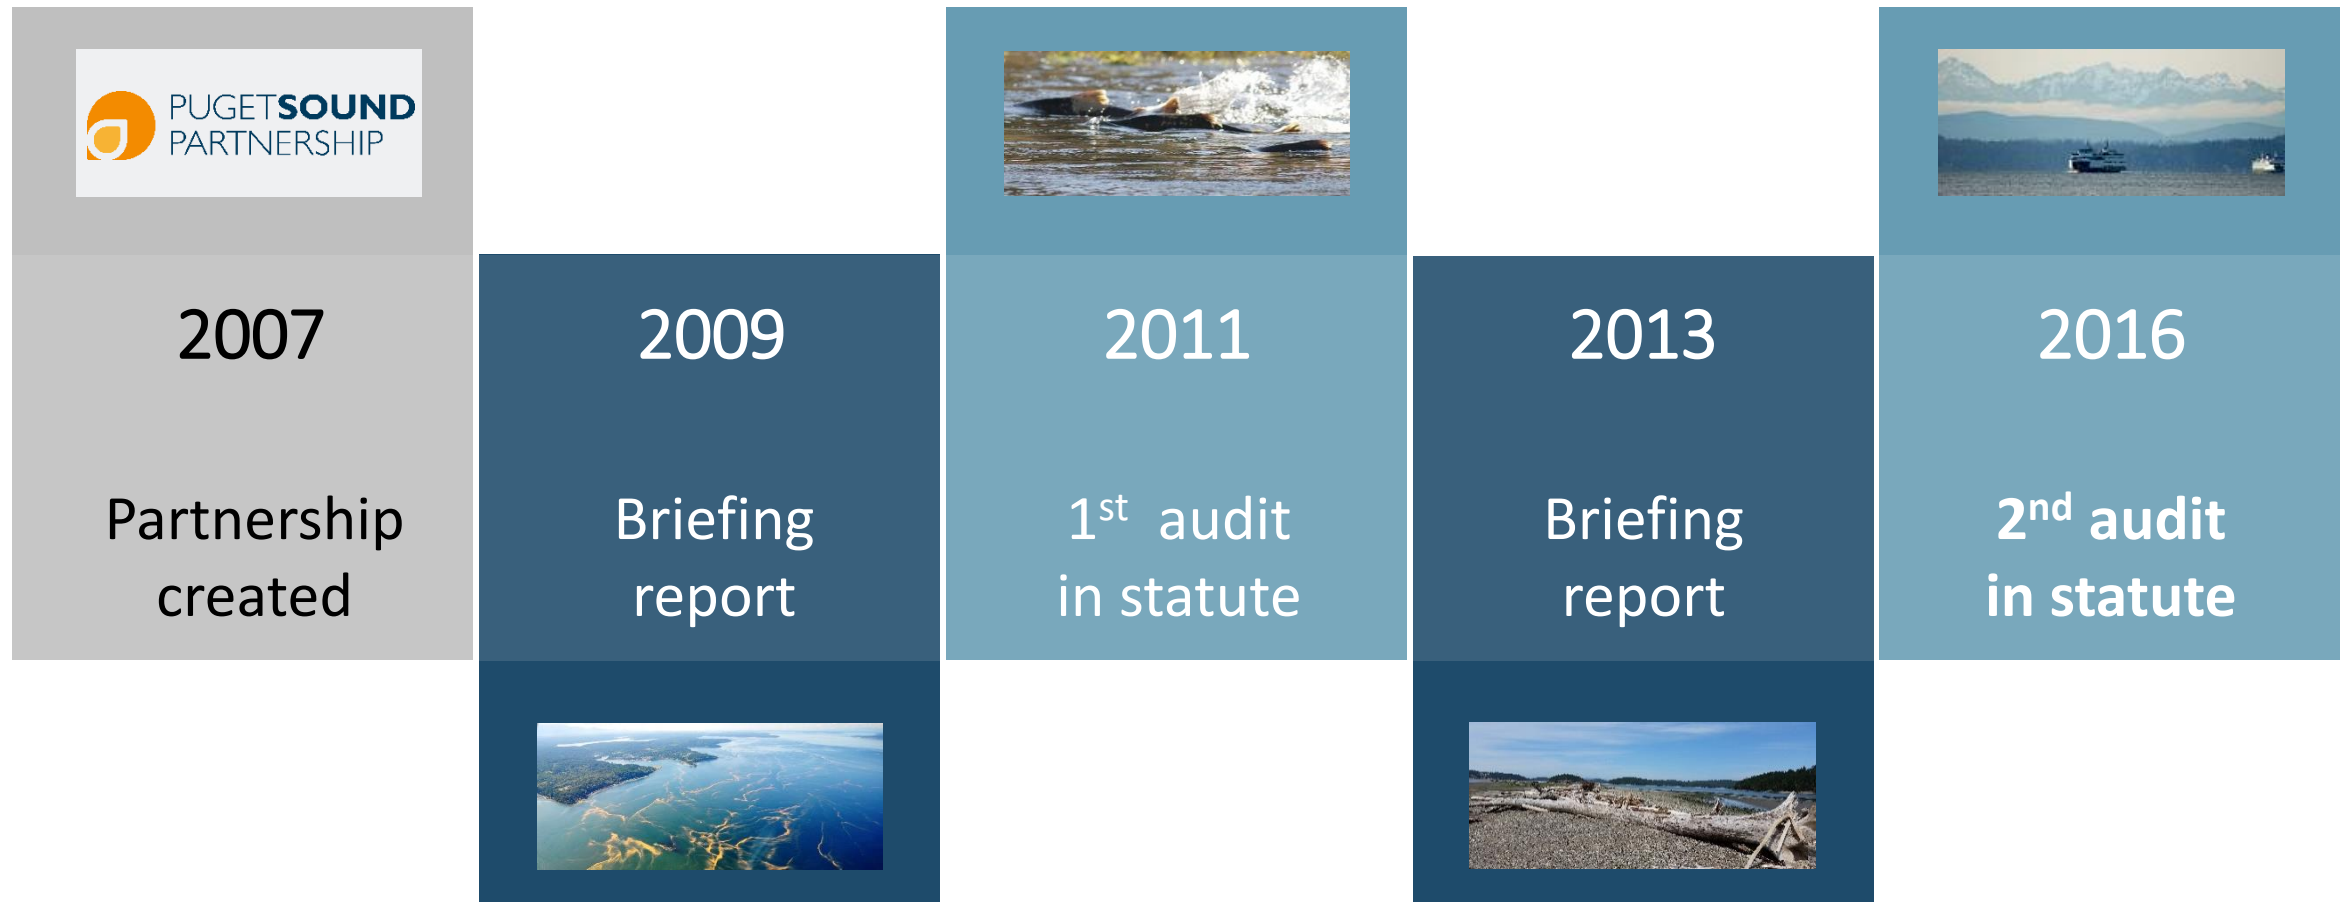 PUGETSOUND
PARTNERSHIP
2007
Partnership
created
2009
Briefing
report
2011
1st audit
in statute
2013
Briefing
report
2016
2nd audit
in statute